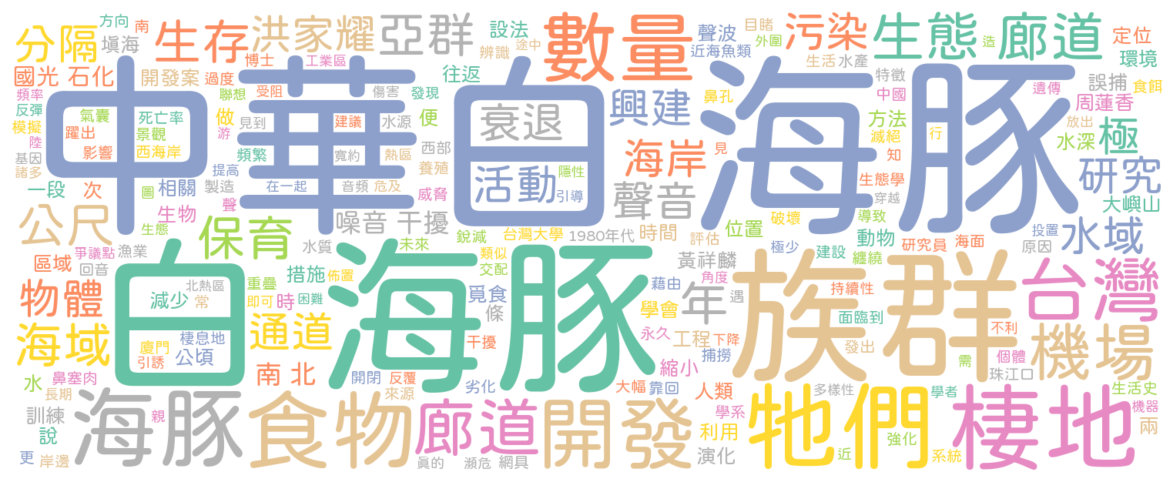 方向 南
分隔 生存 洪家耀 亞群 設法 數量 聲波 目睹 外圍 污染 生態 造 廊道 定位
填海 辨識 途中 近海魚類 環境
國光 石化 開發案 過度 博士 工業區 往返 生活 水產 特徵 誤捕
頻率 聯想 受阻 傷害 發現 鼻孔 中國 遺傳 食餌
中華白海豚
反彈 氣囊 死亡率 做 見到 建議 水源 便 衰退 興建 方法 放出 周蓮香
模擬 躍出 景觀 游 滅絕 行 水深 極
陸 影響 西海岸 頻繁 寬約 熱區 西部 海岸 見 知
基因 提高 養殖 活動 隱性 生態學 研究
諸多 圖 在一起 音頻 危及 引導 聲音 穿越 大嶼山
一段 次 相關 製造 威脅
生物 聲 噪音 干擾 位置 破壞 導致 投置 水域
公尺 生態 保育 水質 未來 銳減 台灣大學 1980年代 時間 評估 動物 原因
爭議點 漁業 類似 極少 建設 纏繞 研究員 海面
區域 回音 重疊 措施 佈置 交配 黃祥麟
白海豚 族群 台灣
物體 北熱區 減少 常 即可 時 困難 覓食 藉由 角度 年 遇 持續性
海域 棲息地 通道 條 學會 永久 面臨到 不利 機場
廈門 引誘 公頃 干擾 工程 下降 發出
水 鼻塞肉 南北 開閉 反覆 劣化 捕撈 縮小 需 個體 珠江口
長期 來源 大幅 靠回 人類 多樣性 學者 生活史
訓練 海豚 親 食物 廊道 開發 學系 利用 牠們 強化 棲地 機器 兩
說
更 岸邊 真的 瀕危 網具 演化 近 系統